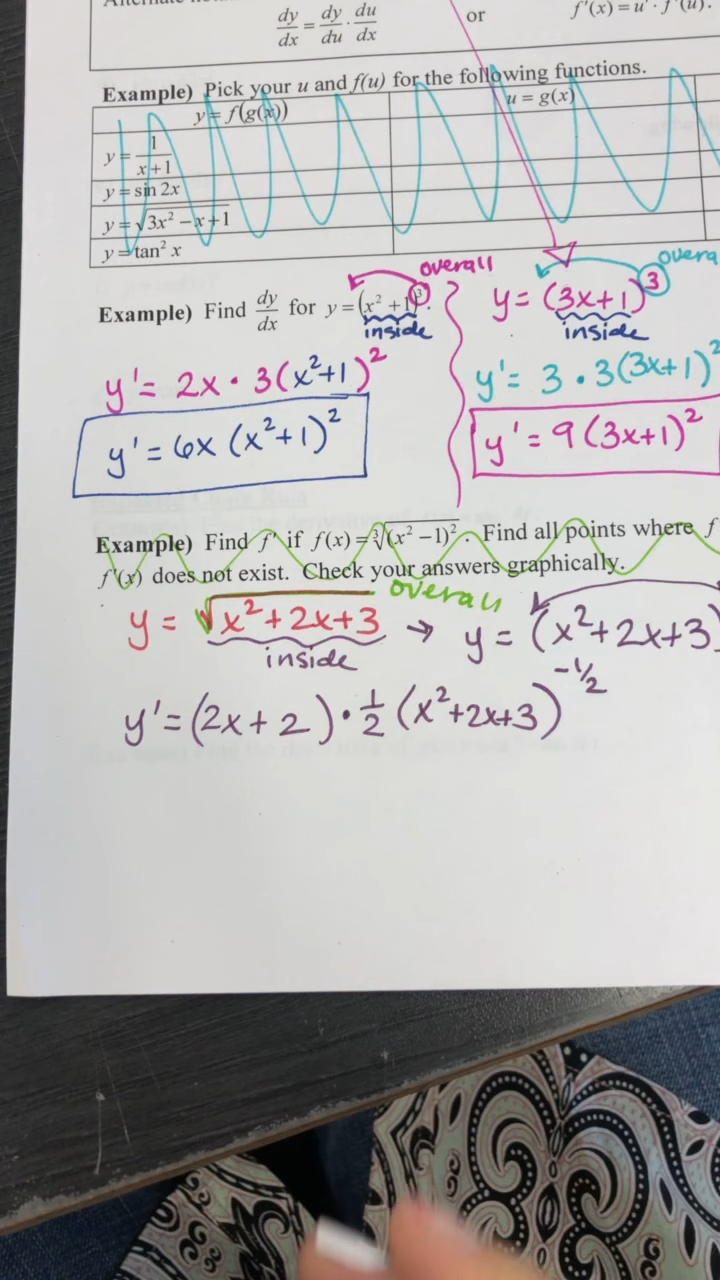 dy/dx = dy/du · du/dx or f'(x) = u' · f'(u).
Example) Pick your u and f(u) for the following functions.
y = f(g(x)) u = g(x)
y = 1/(x+1)
y = sin 2x
y = √(3x² − x + 1)
y = tan² x
overall overa
Example) Find dy/dx for y = (x² + 1)³. y = (3x+1)³
inside inside
y' = 2x · 3(x²+1)² y' = 3 · 3(3x+1)²
y' = 6x (x²+1)² y' = 9(3x+1)²
Example) Find f' if f(x) = ∛(x² − 1)². Find all points where f
f'(x) does not exist. Check your answers graphically.
overall
y = √(x²+2x+3) → y = (x²+2x+3)
inside
y' = (2x+2) · ½ (x²+2x+3)^(-½)